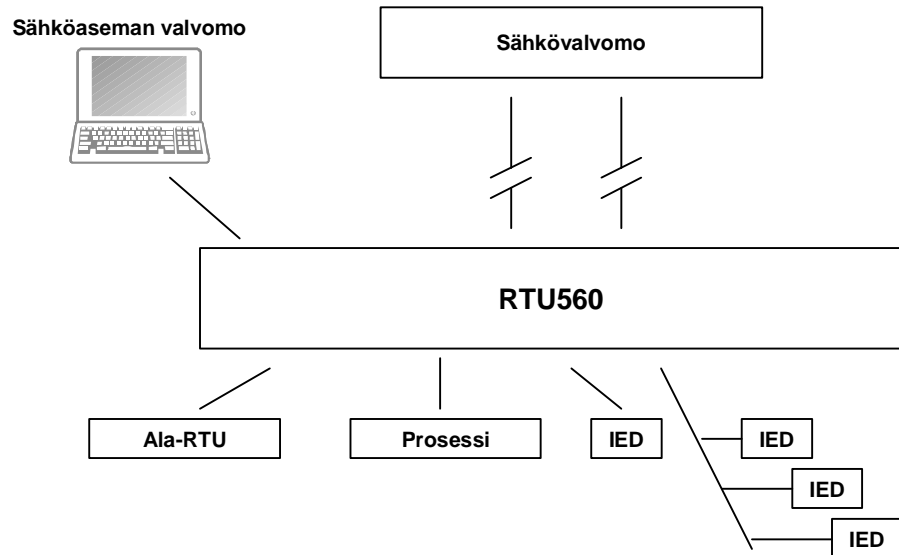 Sähköaseman valvomo
Sähkövalvomo
RTU560
Ala-RTU
Prosessi
IED
IED
IED
IED